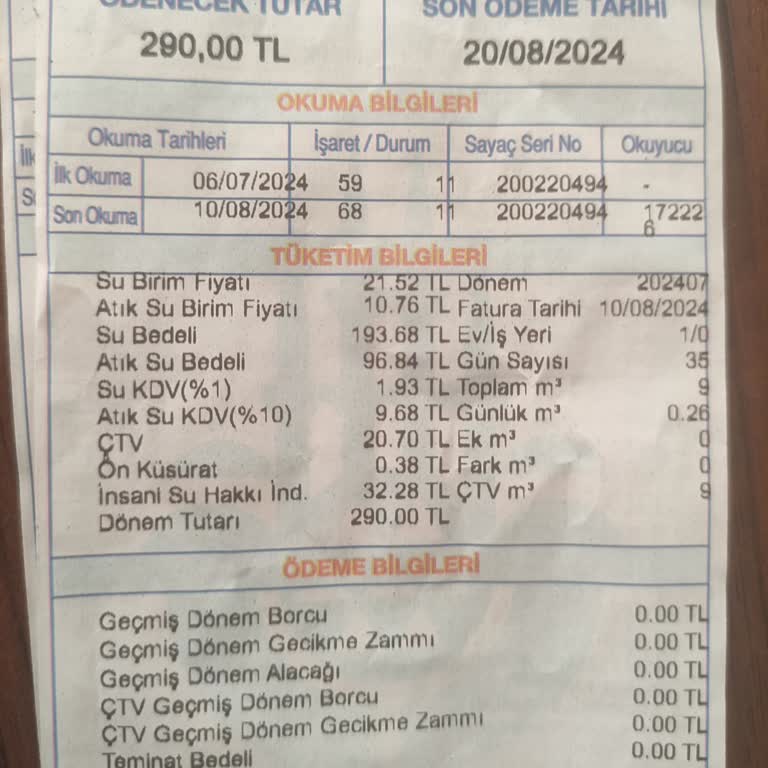 ÖDENECEK TUTAR SON ÖDEME TARİHİ
290,00 TL 20/08/2024
OKUMA BİLGİLERİ
Okuma Tarihleri İşaret / Durum Sayaç Seri No Okuyucu
İlk Okuma 06/07/2024 59 11 200220494 -
Son Okuma 10/08/2024 68 11 200220494 17222
6
TÜKETİM BİLGİLERİ
Su Birim Fiyatı 21.52 TL Dönem 202407
Atık Su Birim Fiyatı 10.76 TL Fatura Tarihi 10/08/2024
Su Bedeli 193.68 TL Ev/İş Yeri 1/0
Atık Su Bedeli 96.84 TL Gün Sayısı 35
Su KDV(%1) 1.93 TL Toplam m³ 9
Atık Su KDV(%10) 9.68 TL Günlük m³ 0.26
ÇTV 20.70 TL Ek m³ 0
Ön Küsürat 0.38 TL Fark m³ 0
İnsani Su Hakkı İnd. 32.28 TL ÇTV m³ 9
Dönem Tutarı 290.00 TL
ÖDEME BİLGİLERİ
Geçmiş Dönem Borcu 0.00 TL
Geçmiş Dönem Gecikme Zammı 0.00 TL
Geçmiş Dönem Alacağı 0.00 TL
ÇTV Geçmiş Dönem Borcu 0.00 TL
ÇTV Geçmiş Dönem Gecikme Zammı 0.00 TL
Teminat Bedeli 0.00 TL